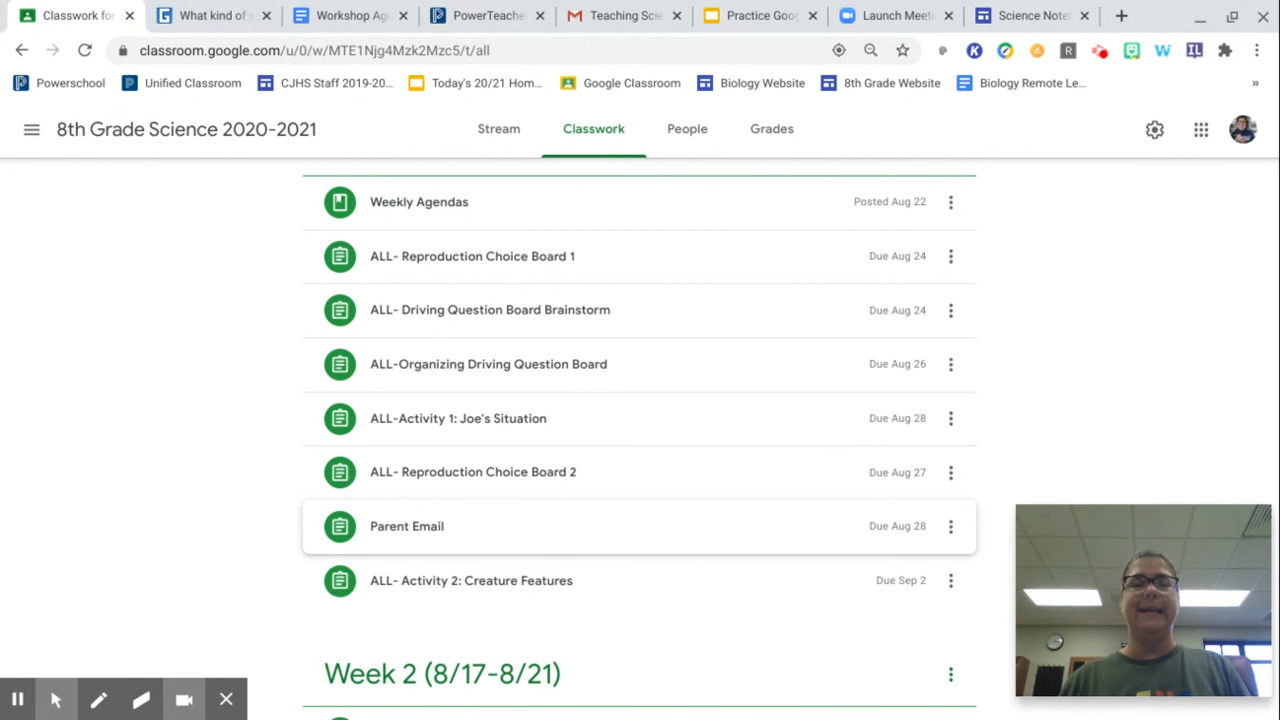 Classwork for
What kind of s
Workshop Age
PowerTeache
Teaching Scie
Practice Goog
Launch Meeti
Science Note
classroom.google.com/u/0/w/MTE1Njg4Mzk2Mzc5/t/all
Powerschool
Unified Classroom
CJHS Staff 2019-20...
Today's 20/21 Hom...
Google Classroom
Biology Website
8th Grade Website
Biology Remote Le...
8th Grade Science 2020-2021
Stream
Classwork
People
Grades
Weekly Agendas
Posted Aug 22
ALL- Reproduction Choice Board 1
Due Aug 24
ALL- Driving Question Board Brainstorm
Due Aug 24
ALL-Organizing Driving Question Board
Due Aug 26
ALL-Activity 1: Joe's Situation
Due Aug 28
ALL- Reproduction Choice Board 2
Due Aug 27
Parent Email
Due Aug 28
ALL- Activity 2: Creature Features
Due Sep 2
Week 2 (8/17-8/21)